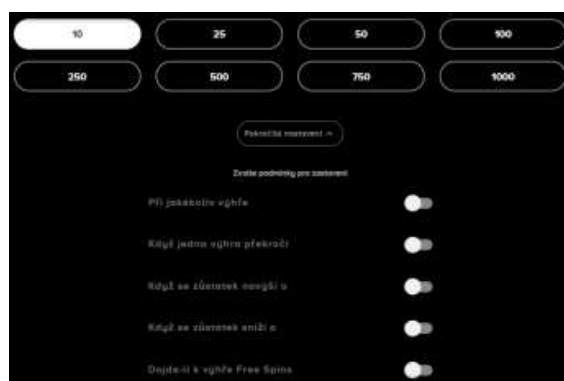 10 25 50 100
250 500 750 1000
Pokročilá nastavení
Zvolte podmínky pro zastavení
Při jakékoliv výhře
Když jedna výhra překročí
Když se zůstatek navýší o
Když se zůstatek sníží o
Dojde-li k výhře Free Spins